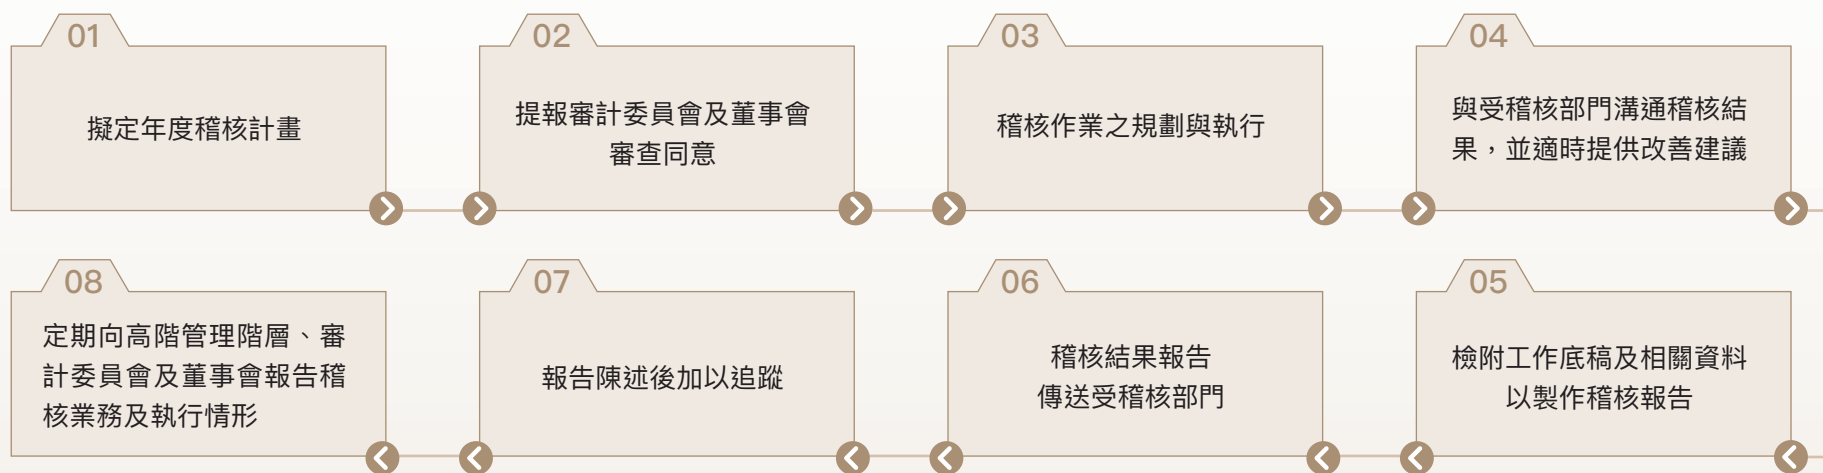 01
擬定年度稽核計畫
02
提報審計委員會及董事會
審查同意
03
稽核作業之規劃與執行
04
與受稽核部門溝通稽核結
果，並適時提供改善建議
05
檢附工作底稿及相關資料
以製作稽核報告
06
稽核結果報告
傳送受稽核部門
07
報告陳述後加以追蹤
08
定期向高階管理階層、審
計委員會及董事會報告稽
核業務及執行情形